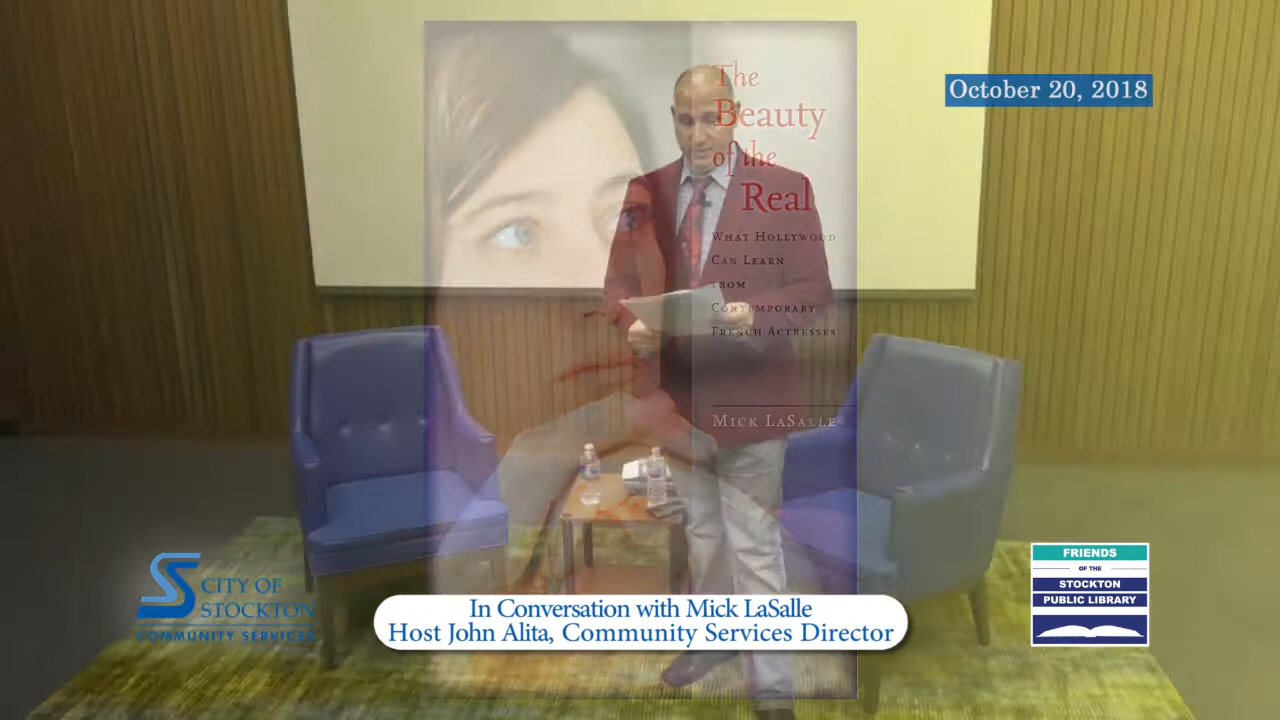 The
Beauty
of the
Real
WHAT HOLLYWOOD
CAN LEARN
FROM
CONTEMPORARY
FRENCH ACTRESSES
MICK LASALLE
October 20, 2018
CITY OF
STOCKTON
COMMUNITY SERVICES
In Conversation with Mick LaSalle
Host John Alita, Community Services Director
FRIENDS
OF THE
STOCKTON
PUBLIC LIBRARY